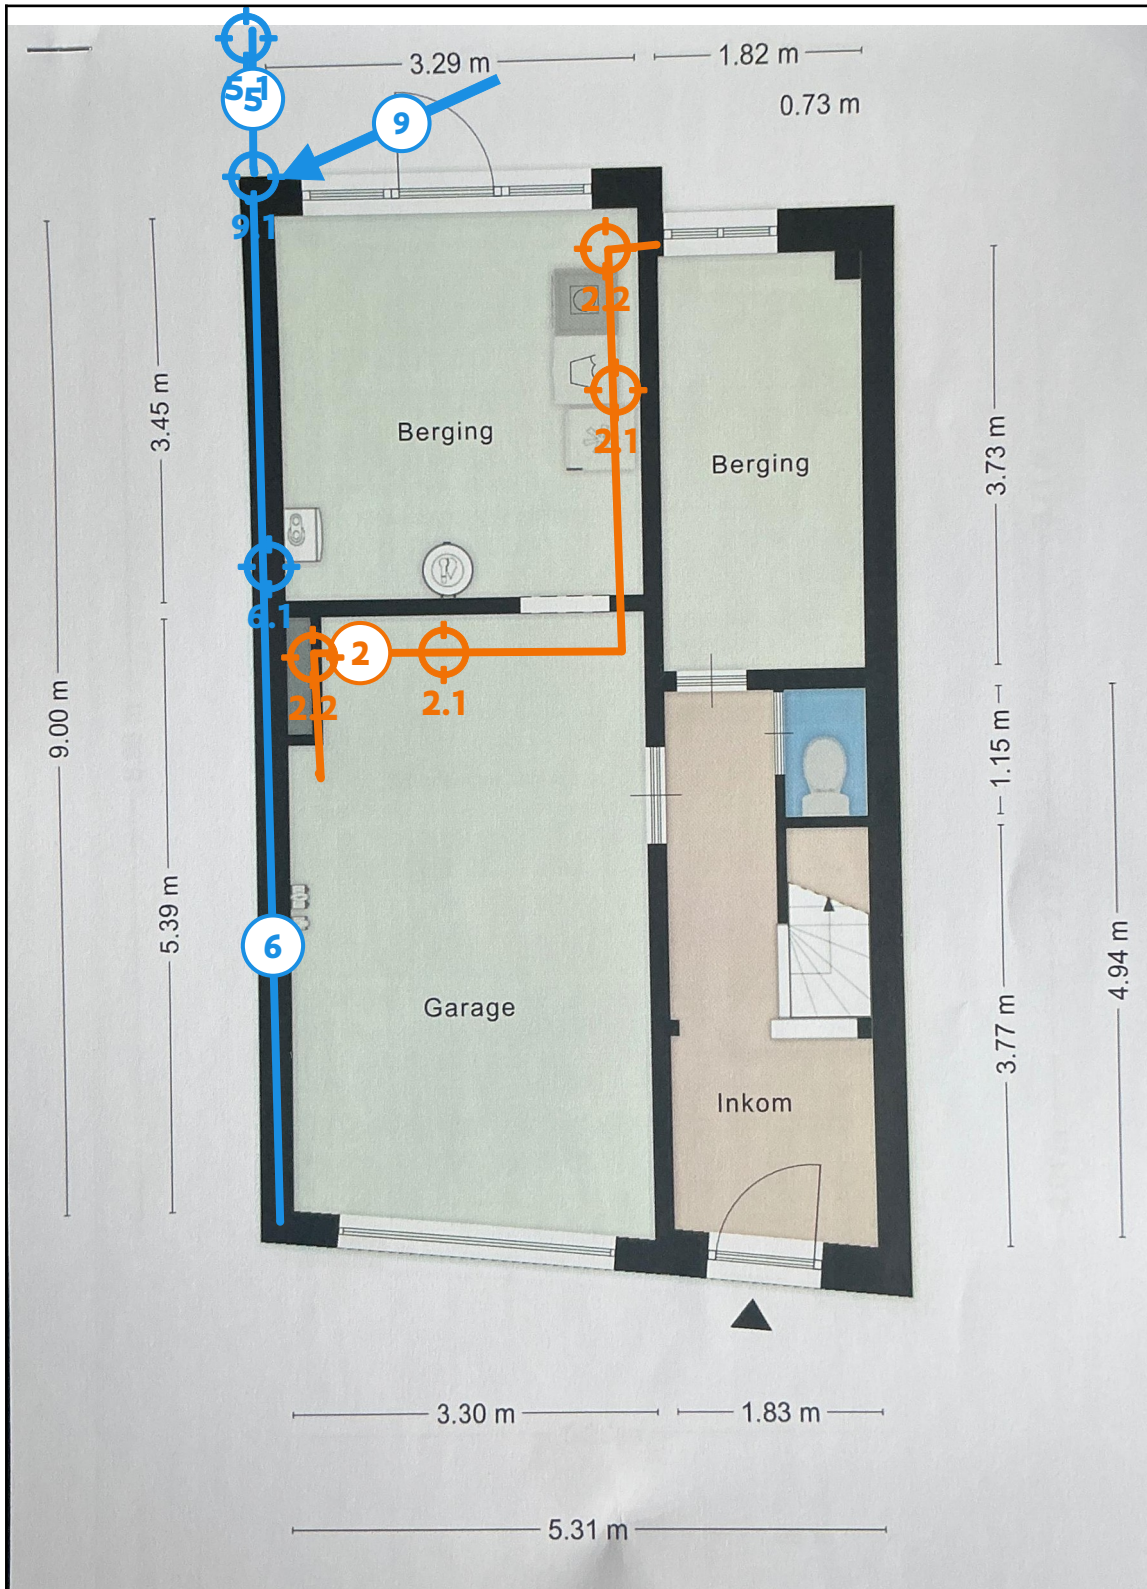 3.29 m
1.82 m
5.1
5
9
0.73 m
9.1
2.2
3.45 m
Berging
2.1
3.73 m
Berging
6.1
2
2.2
2.1
9.00 m
1.15 m
5.39 m
6
4.94 m
Garage
3.77 m
Inkom
3.30 m
1.83 m
5.31 m